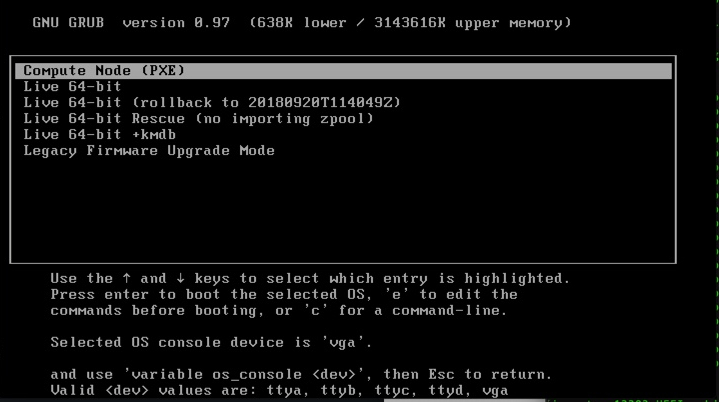 GNU GRUB  version 0.97  (638K lower / 3143616K upper memory)
Compute Node (PXE)
Live 64-bit
Live 64-bit (rollback to 20180920T114049Z)
Live 64-bit Rescue (no importing zpool)
Live 64-bit +kmdb
Legacy Firmware Upgrade Mode
Use the ↑ and ↓ keys to select which entry is highlighted.
Press enter to boot the selected OS, 'e' to edit the
commands before booting, or 'c' for a command-line.
Selected OS console device is 'vga'.
and use 'variable os_console <dev>', then Esc to return.
Valid <dev> values are: ttya, ttyb, ttyc, ttyd, vga